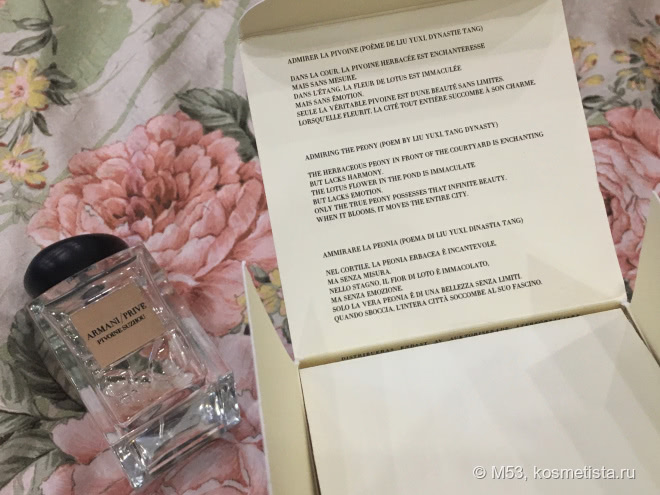 ADMIRER LA PIVOINE (POÈME DE LIU YUXI, DYNASTIE TANG)
DANS LA COUR, LA PIVOINE HERBACÉE EST ENCHANTERESSE
MAIS SANS MESURE.
DANS L'ÉTANG, LA FLEUR DE LOTUS EST IMMACULÉE
MAIS SANS ÉMOTION.
SEULE LA VÉRITABLE PIVOINE EST D'UNE BEAUTÉ SANS LIMITES.
LORSQU'ELLE FLEURIT, LA CITÉ TOUT ENTIÈRE SUCCOMBE À SON CHARME
ADMIRING THE PEONY (POEM BY LIU YUXI, TANG DYNASTY)
THE HERBACEOUS PEONY IN FRONT OF THE COURTYARD IS ENCHANTING
BUT LACKS HARMONY.
THE LOTUS FLOWER IN THE POND IS IMMACULATE
BUT LACKS EMOTION.
ONLY THE TRUE PEONY POSSESSES THAT INFINITE BEAUTY.
WHEN IT BLOOMS, IT MOVES THE ENTIRE CITY.
AMMIRARE LA PEONIA (POEMA DI LIU YUXI, DINASTIA TANG)
NEL CORTILE, LA PEONIA ERBACEA È INCANTEVOLE,
MA SENZA MISURA.
NELLO STAGNO, IL FIOR DI LOTO È IMMACOLATO,
MA SENZA EMOZIONE.
SOLO LA VERA PEONIA È DI UNA BELLEZZA SENZA LIMITI.
QUANDO SBOCCIA, L'INTERA CITTÀ SOCCOMBE AL SUO FASCINO.
ARMANI/PRIVÉ
PIVOINE SUZHOU
© M53, kosmetista.ru